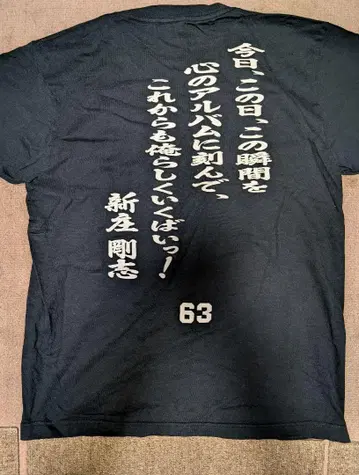 今日、この日、この瞬間を
心のアルバムに刻んで、
これからも俺らしくいくばいっ!
新庄 剛志
63